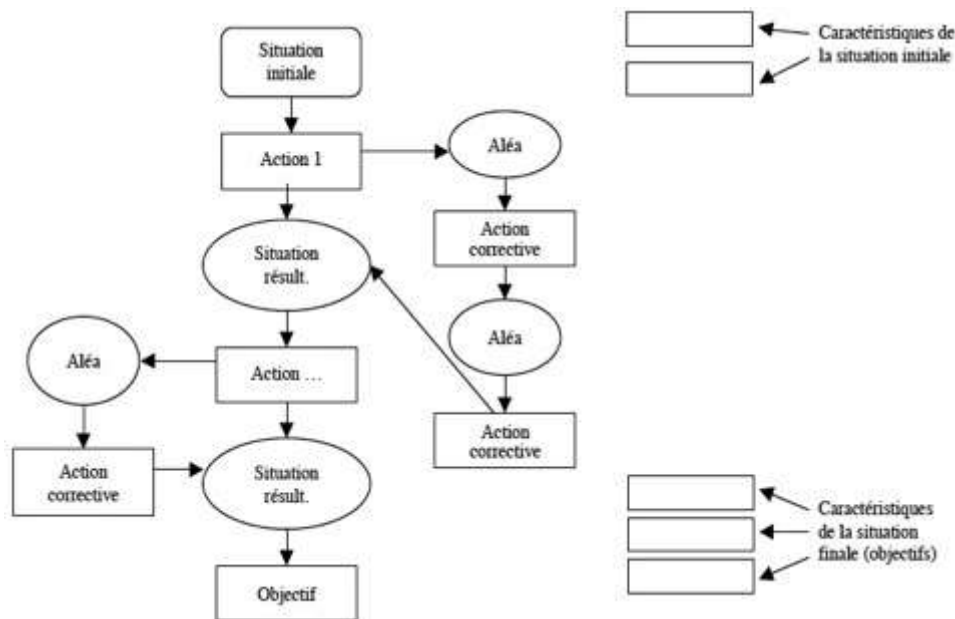 Situation
initiale
Caractéristiques de
la situation initiale
Action 1
Aléa
Action
corrective
Situation
résult.
Aléa
Aléa
Action ...
Action
corrective
Action
corrective
Situation
résult.
Caractéristiques
de la situation
finale (objectifs)
Objectif